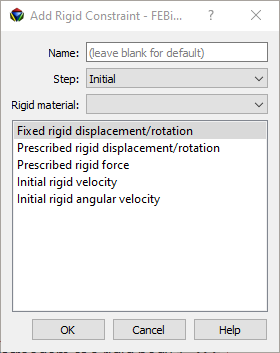 Add Rigid Constraint - FEBi... ?
Name: (leave blank for default)
Step: Initial
Rigid material:
Fixed rigid displacement/rotation
Prescribed rigid displacement/rotation
Prescribed rigid force
Initial rigid velocity
Initial rigid angular velocity
OK Cancel Help